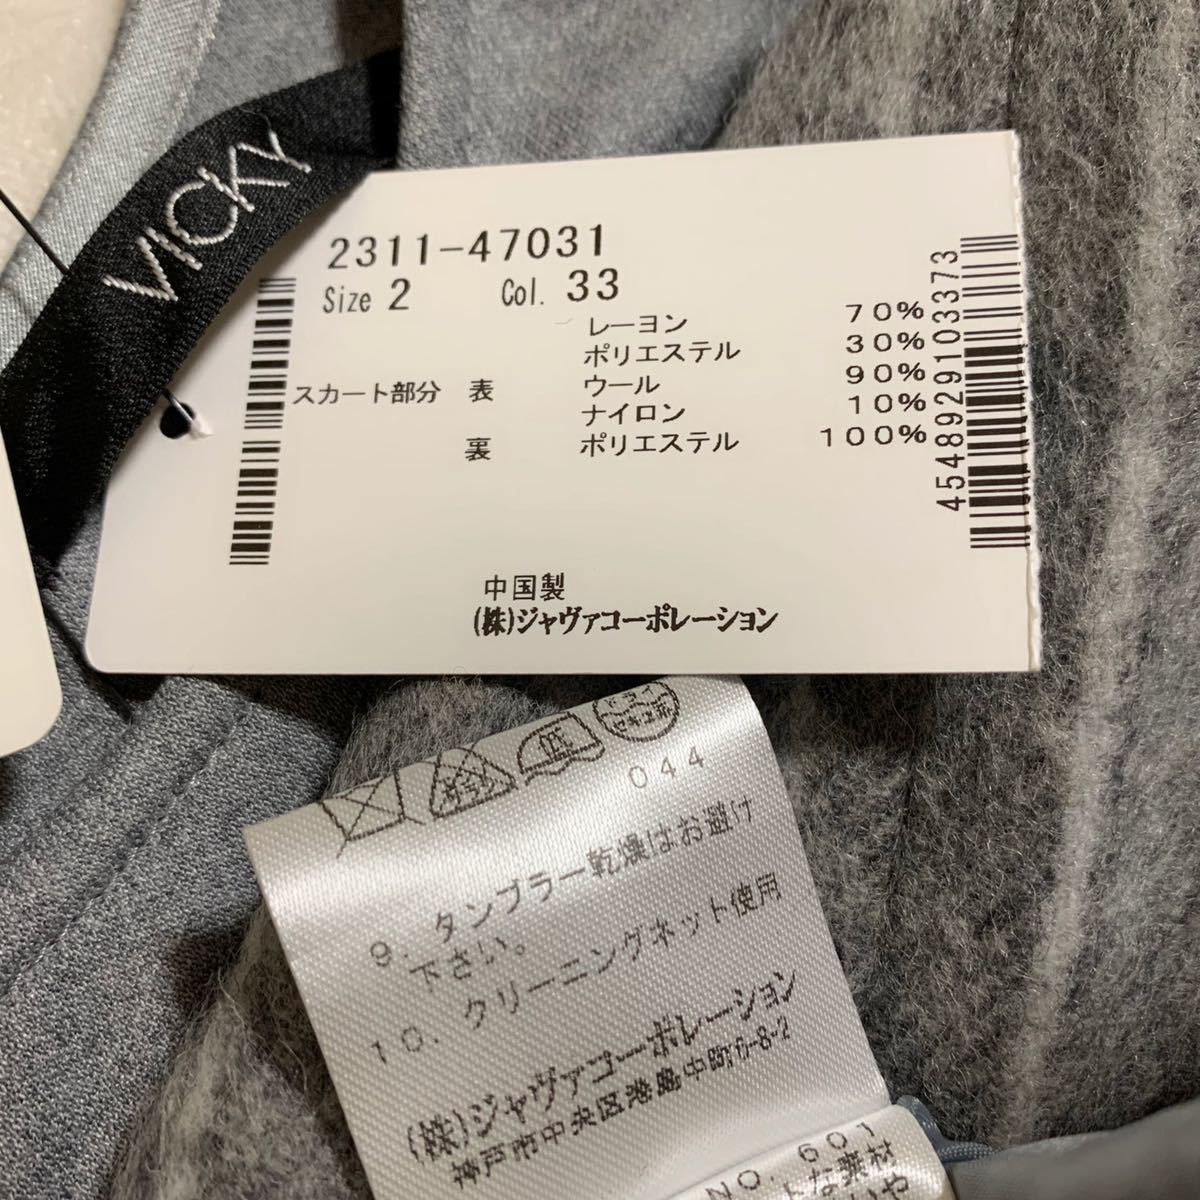 VICKY
2311-47031
Size 2 Col. 33
レーヨン 70%
ポリエステル 30%
スカート部分 表 ウール 90%
ナイロン 10%
裏 ポリエステル 100%
4548929103373
中国製
(株)ジャヴァコーポレーション
044
9. タンブラー乾燥はお避け
下さい。
10. クリーニングネット使用
(株)ジャヴァコーポレーション
神戸市中央区港島中町6-8-2
NO. 601